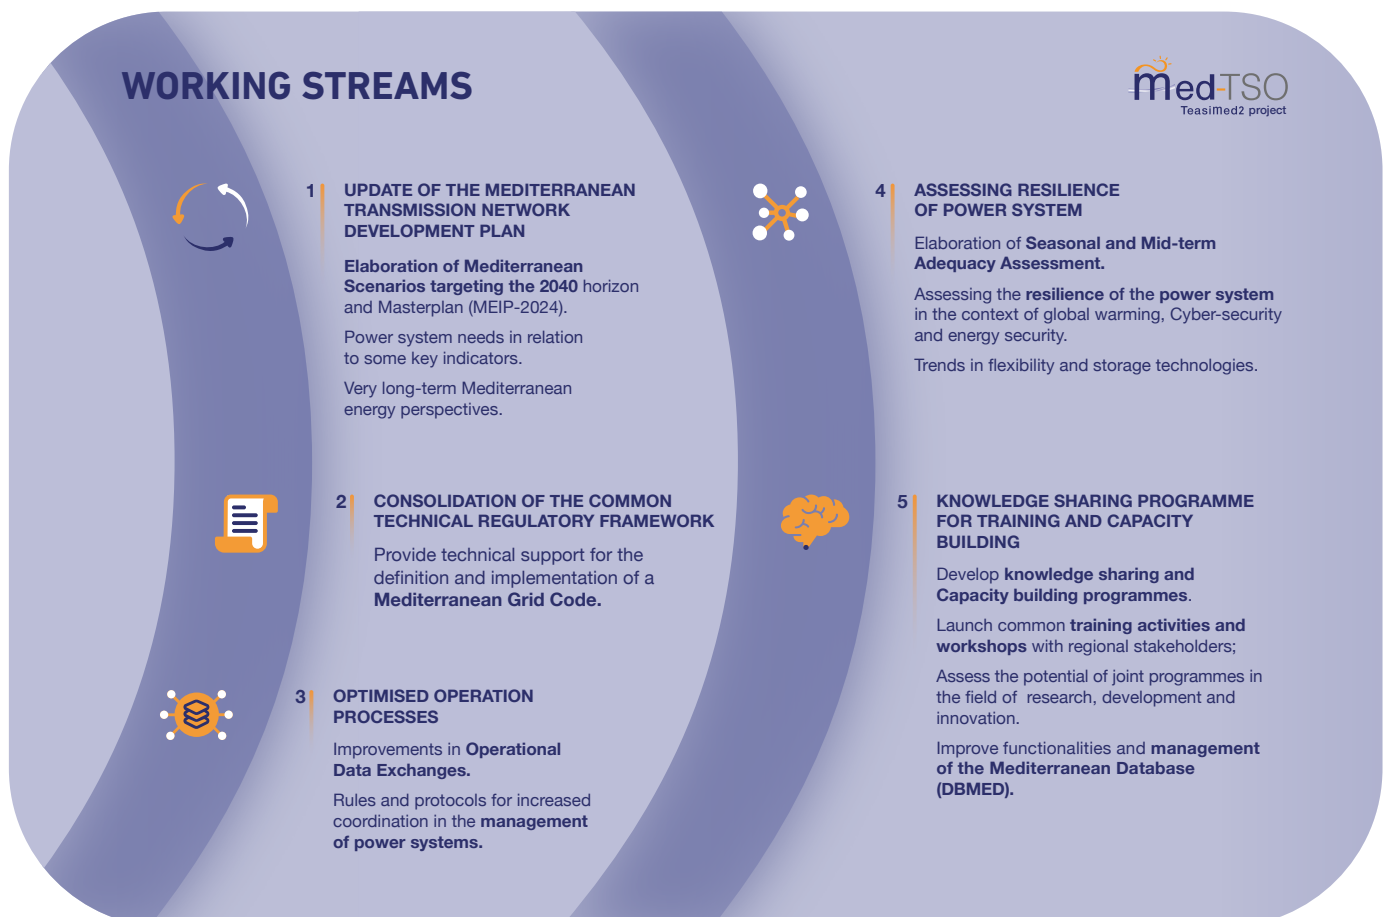 WORKING STREAMS
med-TSO
TeasiMed2 project
1
UPDATE OF THE MEDITERRANEAN
TRANSMISSION NETWORK
DEVELOPMENT PLAN
Elaboration of Mediterranean
Scenarios targeting the 2040 horizon
and Masterplan (MEIP-2024).
Power system needs in relation
to some key indicators.
Very long-term Mediterranean
energy perspectives.
2
CONSOLIDATION OF THE COMMON
TECHNICAL REGULATORY FRAMEWORK
Provide technical support for the
definition and implementation of a
Mediterranean Grid Code.
3
OPTIMISED OPERATION
PROCESSES
Improvements in Operational
Data Exchanges.
Rules and protocols for increased
coordination in the management
of power systems.
4
ASSESSING RESILIENCE
OF POWER SYSTEM
Elaboration of Seasonal and Mid-term
Adequacy Assessment.
Assessing the resilience of the power system
in the context of global warming, Cyber-security
and energy security.
Trends in flexibility and storage technologies.
5
KNOWLEDGE SHARING PROGRAMME
FOR TRAINING AND CAPACITY
BUILDING
Develop knowledge sharing and
Capacity building programmes.
Launch common training activities and
workshops with regional stakeholders;
Assess the potential of joint programmes in
the field of research, development and
innovation.
Improve functionalities and management
of the Mediterranean Database
(DBMED).